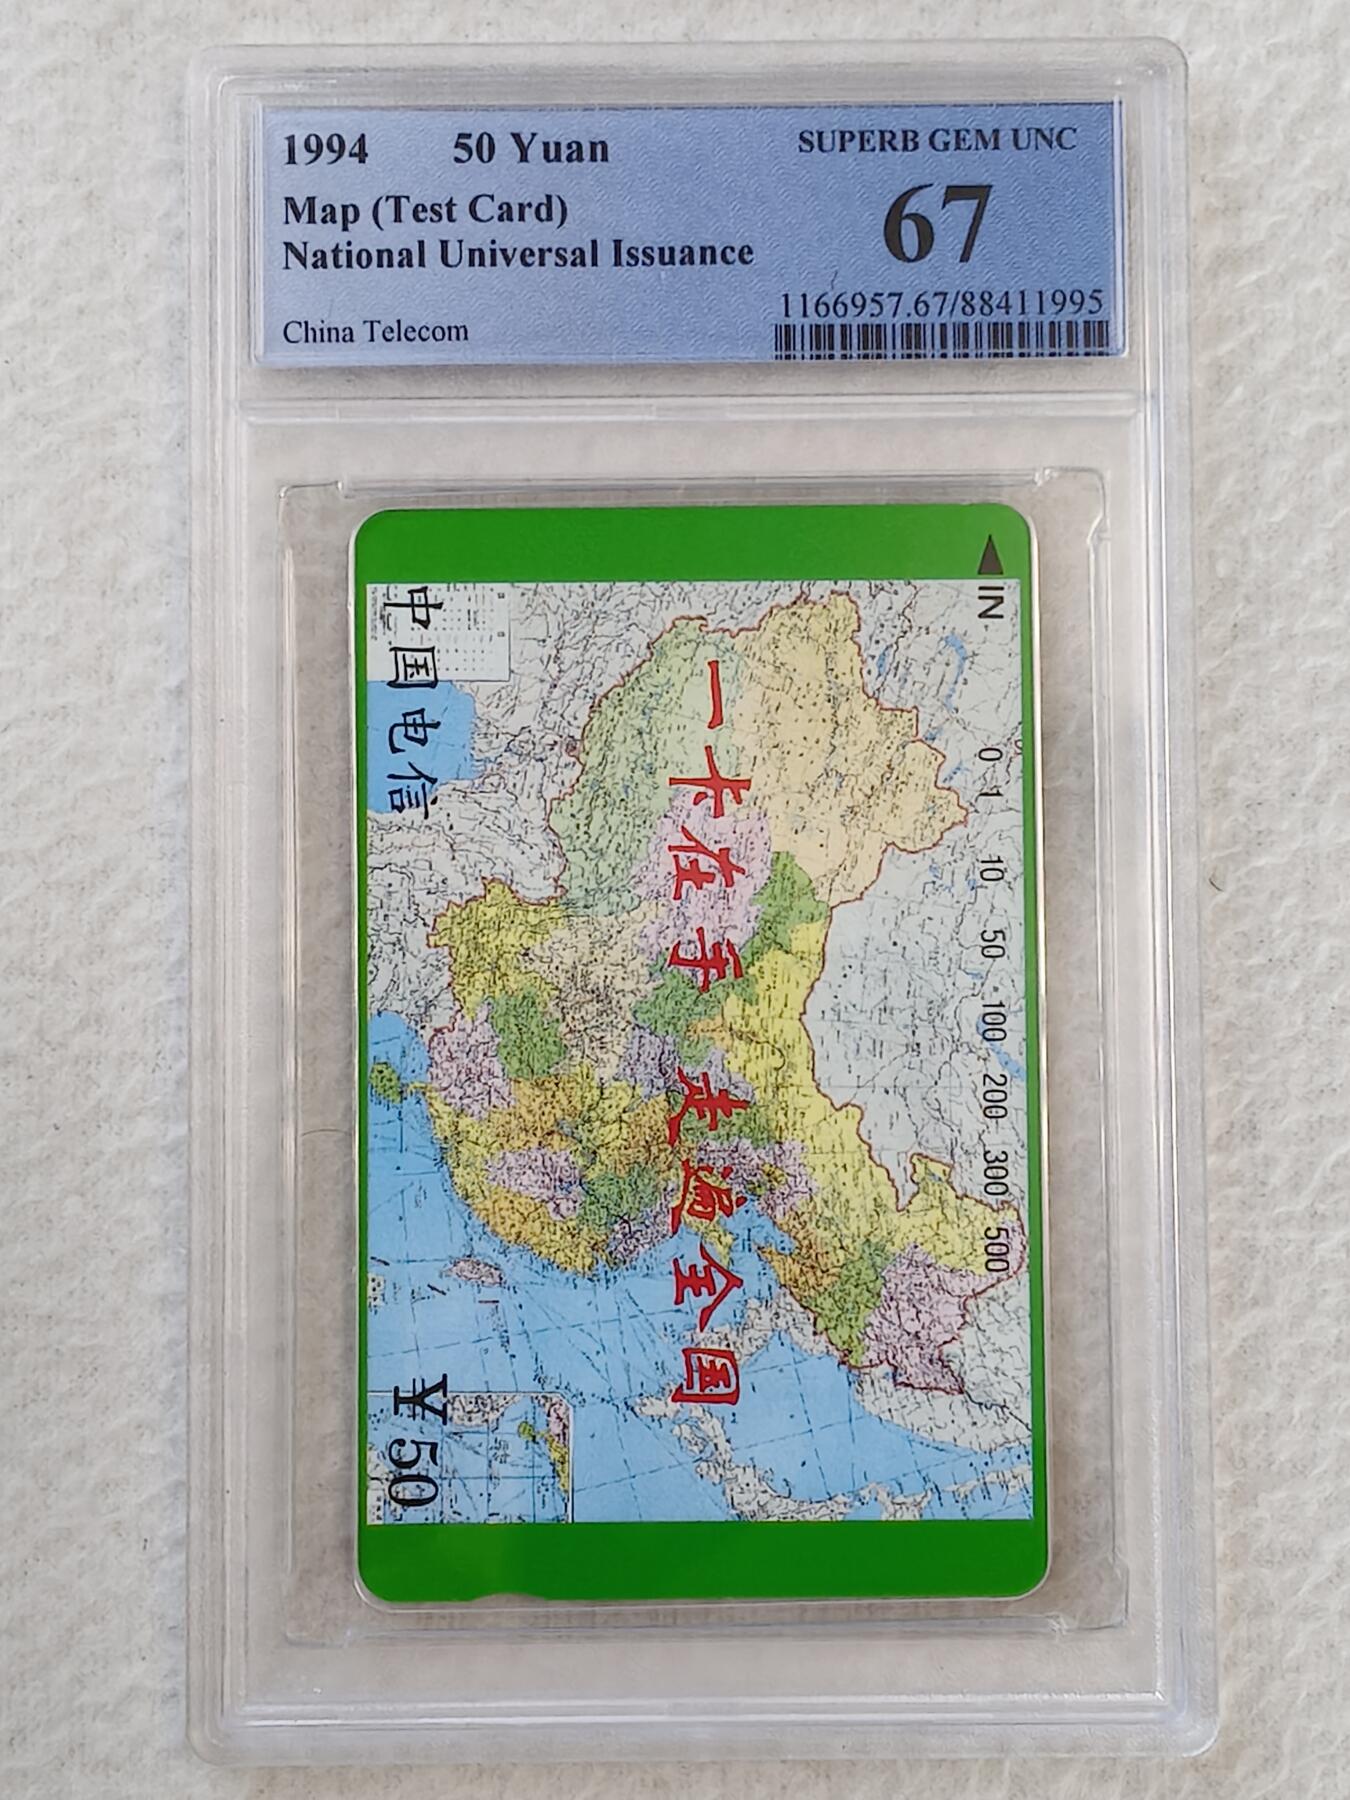 1994 50 Yuan
Map (Test Card)
National Universal Issuance
China Telecom
SUPERB GEM UNC
67
1166957.67/88411995
IN
0 1 10 50 100 200 300 500
一卡在手 走遍全国
中国电信
¥50